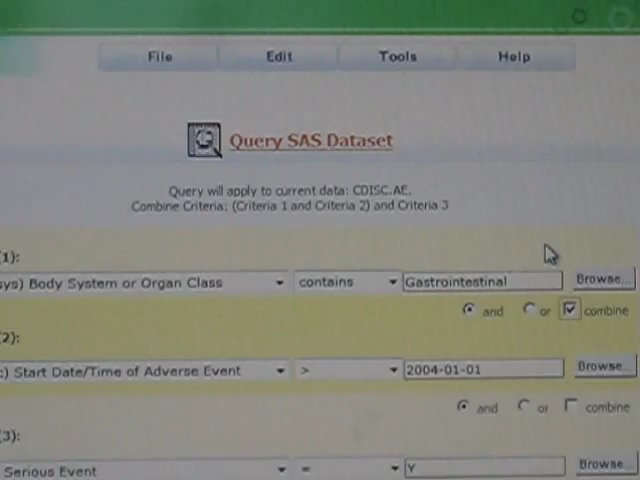 File Edit Tools Help
Query SAS Dataset
Query will apply to current data: CDISC.AE.
Combine Criteria: (Criteria 1 and Criteria 2) and Criteria 3
(1):
sys) Body System or Organ Class contains Gastrointestinal Browse...
and or combine
(2):
c) Start Date/Time of Adverse Event > 2004-01-01 Browse...
and or combine
(3):
Serious Event = Y Browse...